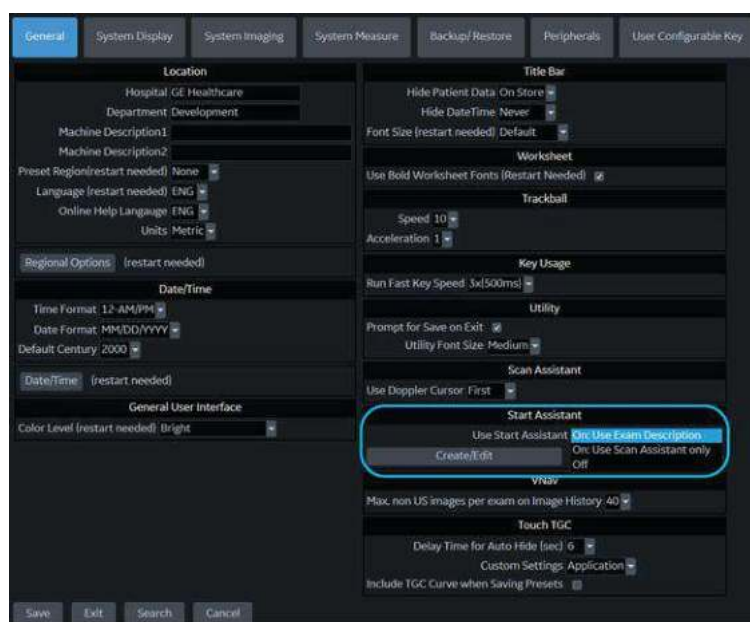 General System Display System Imaging System Measure Backup/Restore Peripherals User Configurable Key
Location
Hospital GE Healthcare
Department Development
Machine Description1
Machine Description2
Preset Region(restart needed) None
Language (restart needed) ENG
Online Help Langauge ENG
Units Metric
Regional Options (restart needed)
Date/Time
Time Format 12-AM/PM
Date Format MM/DD/YYYY
Default Century 2000
Date/Time (restart needed)
General User Interface
Color Level (restart needed) Bright
Title Bar
Hide Patient Data On Store
Hide DateTime Never
Font Size (restart needed) Default
Worksheet
Use Bold Worksheet Fonts (Restart Needed)
Trackball
Speed 10
Acceleration 1
Key Usage
Run Fast Key Speed 3x(500ms)
Utility
Prompt for Save on Exit
Utility Font Size Medium
Scan Assistant
Use Doppler Cursor First
Start Assistant
Use Start Assistant On: Use Exam Description
On: Use Scan Assistant only
Off
Create/Edit
VNav
Max. non US images per exam on Image History 40
Touch TGC
Delay Time for Auto Hide (sec) 6
Custom Settings Application
Include TGC Curve when Saving Presets
Save Exit Search Cancel